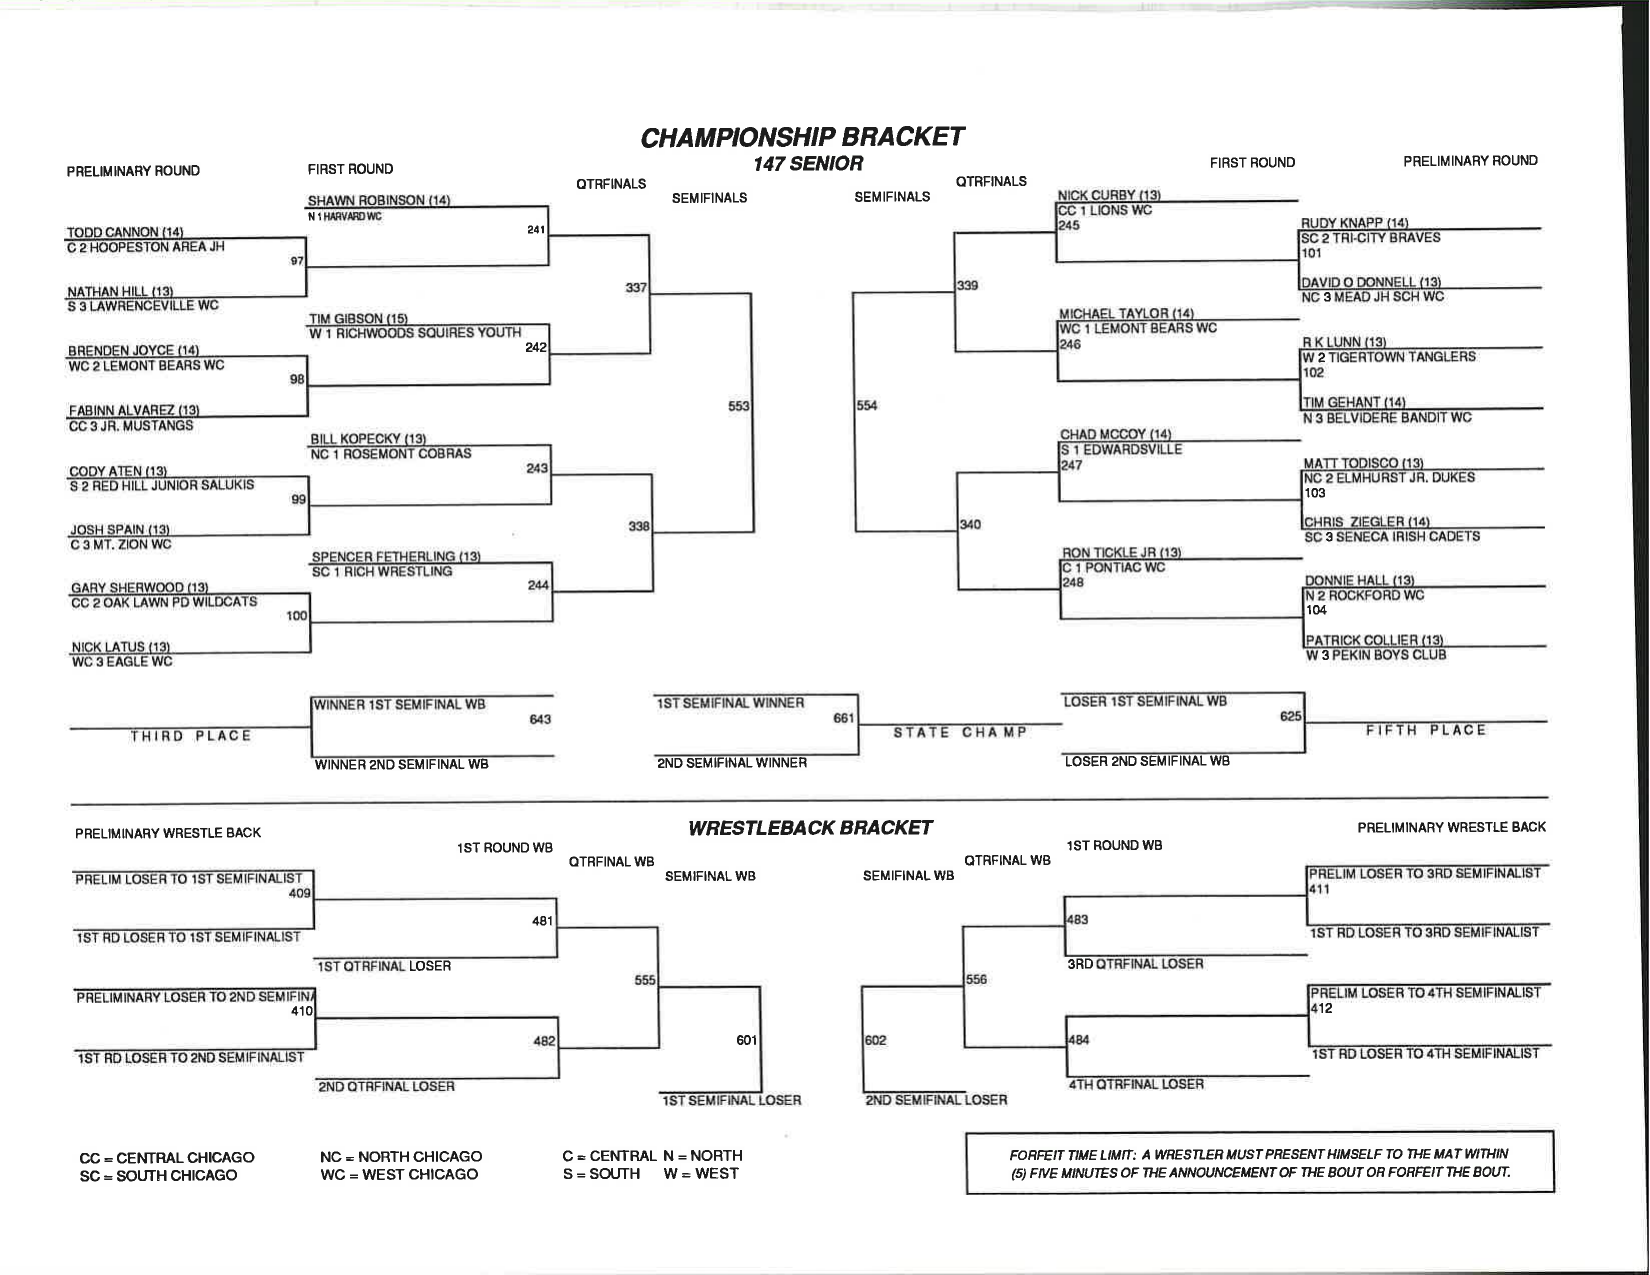 CHAMPIONSHIP BRACKET
147 SENIOR
PRELIMINARY ROUND
FIRST ROUND
QTRFINALS
SEMIFINALS
SEMIFINALS
QTRFINALS
FIRST ROUND
PRELIMINARY ROUND
SHAWN ROBINSON (14)
N 1 HARVARD WC
241
TODD CANNON (14)
C 2 HOOPESTON AREA JH
97
NATHAN HILL (13)
S 3 LAWRENCEVILLE WC
337
TIM GIBSON (15)
W 1 RICHWOODS SQUIRES YOUTH
242
BRENDEN JOYCE (14)
WC 2 LEMONT BEARS WC
98
FABINN ALVAREZ (13)
CC 3 JR. MUSTANGS
553
BILL KOPECKY (13)
NC 1 ROSEMONT COBRAS
243
CODY ATEN (13)
S 2 RED HILL JUNIOR SALUKIS
99
JOSH SPAIN (13)
C 3 MT. ZION WC
338
SPENCER FETHERLING (13)
SC 1 RICH WRESTLING
244
GARY SHERWOOD (13)
CC 2 OAK LAWN PD WILDCATS
100
NICK LATUS (13)
WC 3 EAGLE WC
NICK CURBY (13)
CC 1 LIONS WC
245
RUDY KNAPP (14)
SC 2 TRI-CITY BRAVES
101
DAVID O DONNELL (13)
NC 3 MEAD JH SCH WC
339
MICHAEL TAYLOR (14)
WC 1 LEMONT BEARS WC
246
R K LUNN (13)
W 2 TIGERTOWN TANGLERS
102
TIM GEHANT (14)
N 3 BELVIDERE BANDIT WC
554
CHAD MCCOY (14)
S 1 EDWARDSVILLE
247
MATT TODISCO (13)
NC 2 ELMHURST JR. DUKES
103
CHRIS ZIEGLER (14)
SC 3 SENECA IRISH CADETS
340
RON TICKLE JR (13)
C 1 PONTIAC WC
248
DONNIE HALL (13)
N 2 ROCKFORD WC
104
PATRICK COLLIER (13)
W 3 PEKIN BOYS CLUB
WINNER 1ST SEMIFINAL WB
643
THIRD PLACE
WINNER 2ND SEMIFINAL WB
1ST SEMIFINAL WINNER
661
STATE CHAMP
2ND SEMIFINAL WINNER
LOSER 1ST SEMIFINAL WB
625
FIFTH PLACE
LOSER 2ND SEMIFINAL WB
WRESTLEBACK BRACKET
PRELIMINARY WRESTLE BACK
1ST ROUND WB
QTRFINAL WB
SEMIFINAL WB
SEMIFINAL WB
QTRFINAL WB
1ST ROUND WB
PRELIMINARY WRESTLE BACK
PRELIM LOSER TO 1ST SEMIFINALIST
409
1ST RD LOSER TO 1ST SEMIFINALIST
481
1ST QTRFINAL LOSER
555
PRELIMINARY LOSER TO 2ND SEMIFINA
410
1ST RD LOSER TO 2ND SEMIFINALIST
482
2ND QTRFINAL LOSER
601
1ST SEMIFINAL LOSER
PRELIM LOSER TO 3RD SEMIFINALIST
411
1ST RD LOSER TO 3RD SEMIFINALIST
483
3RD QTRFINAL LOSER
556
PRELIM LOSER TO 4TH SEMIFINALIST
412
1ST RD LOSER TO 4TH SEMIFINALIST
484
4TH QTRFINAL LOSER
602
2ND SEMIFINAL LOSER
CC = CENTRAL CHICAGO NC = NORTH CHICAGO C = CENTRAL N = NORTH
SC = SOUTH CHICAGO WC = WEST CHICAGO S = SOUTH W = WEST
FORFEIT TIME LIMIT: A WRESTLER MUST PRESENT HIMSELF TO THE MAT WITHIN
(5) FIVE MINUTES OF THE ANNOUNCEMENT OF THE BOUT OR FORFEIT THE BOUT.